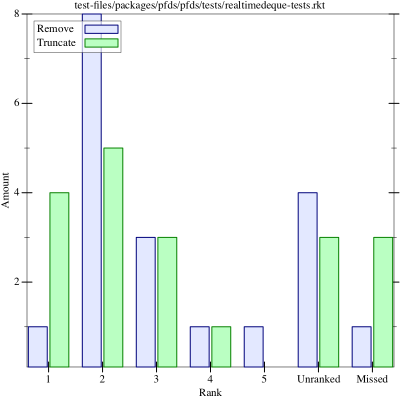 test-files/packages/pfds/pfds/tests/realtimedeque-tests.rkt
8
Remove
Truncate
6
Amount
4
2
1 2 3 4 5 Unranked Missed
Rank